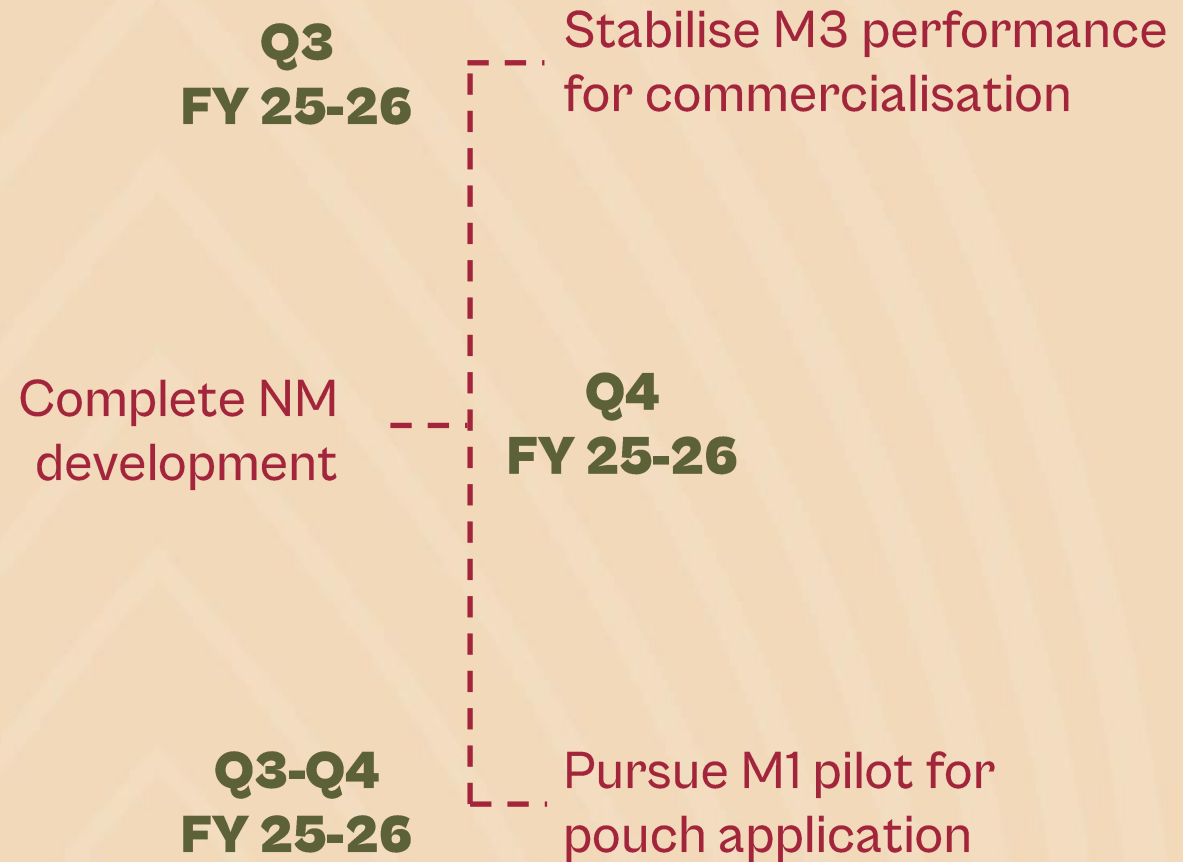 Q3
FY 25-26
Stabilise M3 performance
for commercialisation
Complete NM
development
Q4
FY 25-26
Q3-Q4
FY 25-26
Pursue M1 pilot for
pouch application